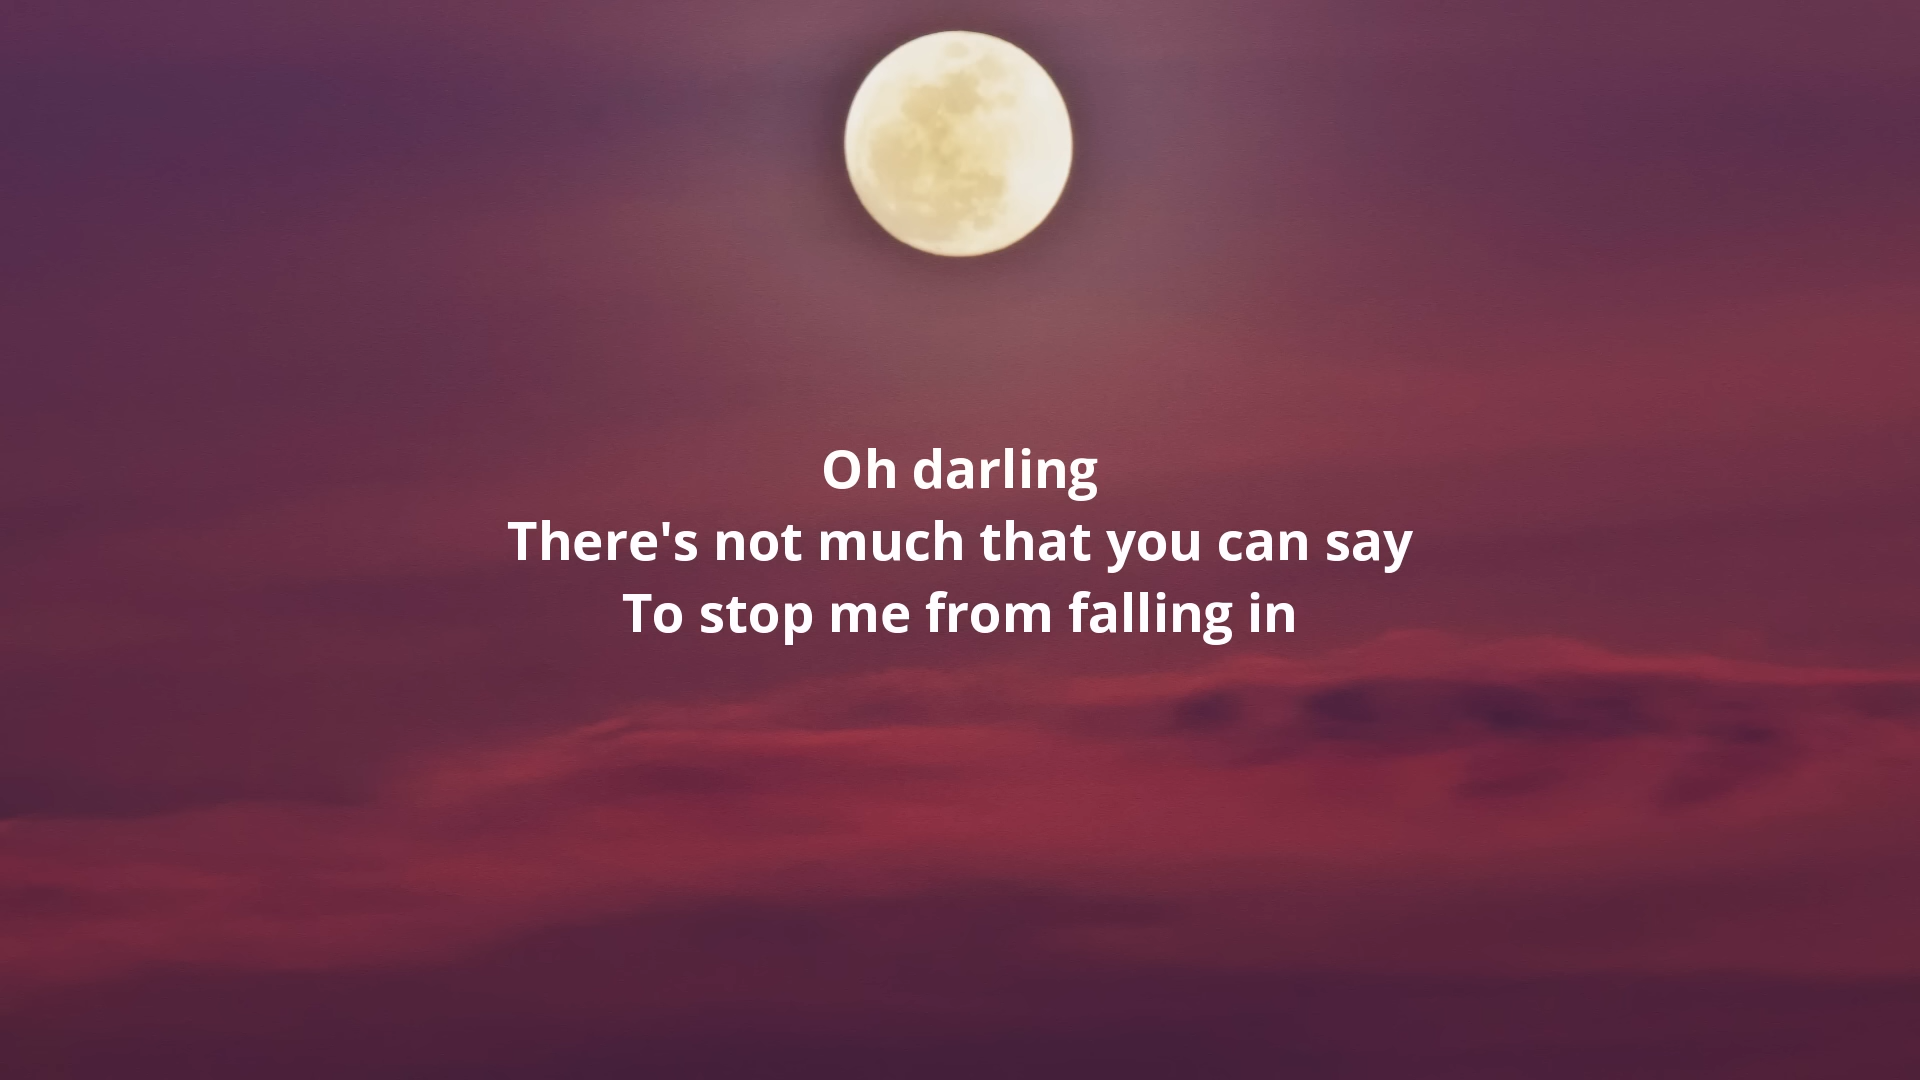 Oh darling
There's not much that you can say
To stop me from falling in